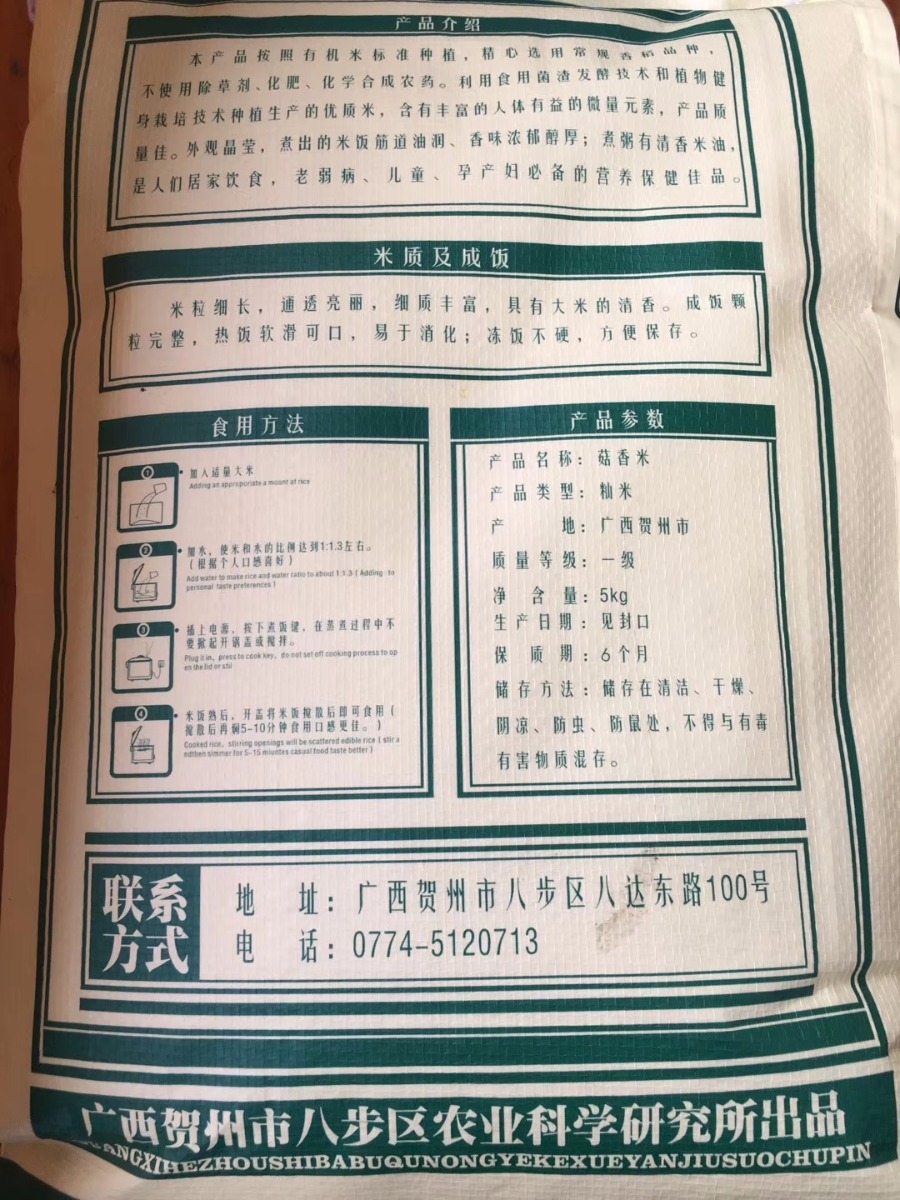 产品介绍
本产品按照有机米标准种植，精心选用常规香稻品种，
不使用除草剂、化肥、化学合成农药。利用食用菌渣发酵技术和植物健
身栽培技术种植生产的优质米，含有丰富的人体有益的微量元素，产品质
量佳。外观晶莹，煮出的米饭筋道油润、香味浓郁醇厚；煮粥有清香米油，
是人们居家饮食，老弱病、儿童、孕产妇必备的营养保健佳品。
米质及成饭
米粒细长，通透亮丽，细质丰富，具有大米的清香。成饭颗
粒完整，热饭软滑可口，易于消化；冻饭不硬，方便保存。
食用方法
1
加入适量大米
Adding an appropuriate a mount of rice
2
加水，使米和水的比例达到1:1.3左右。
（根据个人口感喜好）
Add water to make rice and water ratio to about 1:1.3 ( Adding to
personal taste preferences )
3
插上电源，按下煮饭键，在蒸煮过程中不
要掀起开锅盖或搅拌。
Plug it in, press to cook key, do not set off cooking process to op
en the lid or stil
4
米饭熟后，开盖将米饭搅散后即可食用（
搅散后再焖5-10分钟食用口感更佳。）
Cooked rice, stirring openings will be scattered edible rice ( stir a
ndthen simmer for 5-15 miuntes casual food taste better )
产品参数
产品名称：菇香米
产品类型：籼米
产地：广西贺州市
质量等级：一级
净含量：5kg
生产日期：见封口
保质期：6个月
储存方法：储存在清洁、干燥、
阴凉、防虫、防鼠处，不得与有毒
有害物质混存。
联系
方式
地址：广西贺州市八步区八达东路100号
电话：0774-5120713
广西贺州市八步区农业科学研究所出品
GUANGXIHEZHOUSHIBABUQUNONGYEKEXUEYANJIUSUOCHUPIN